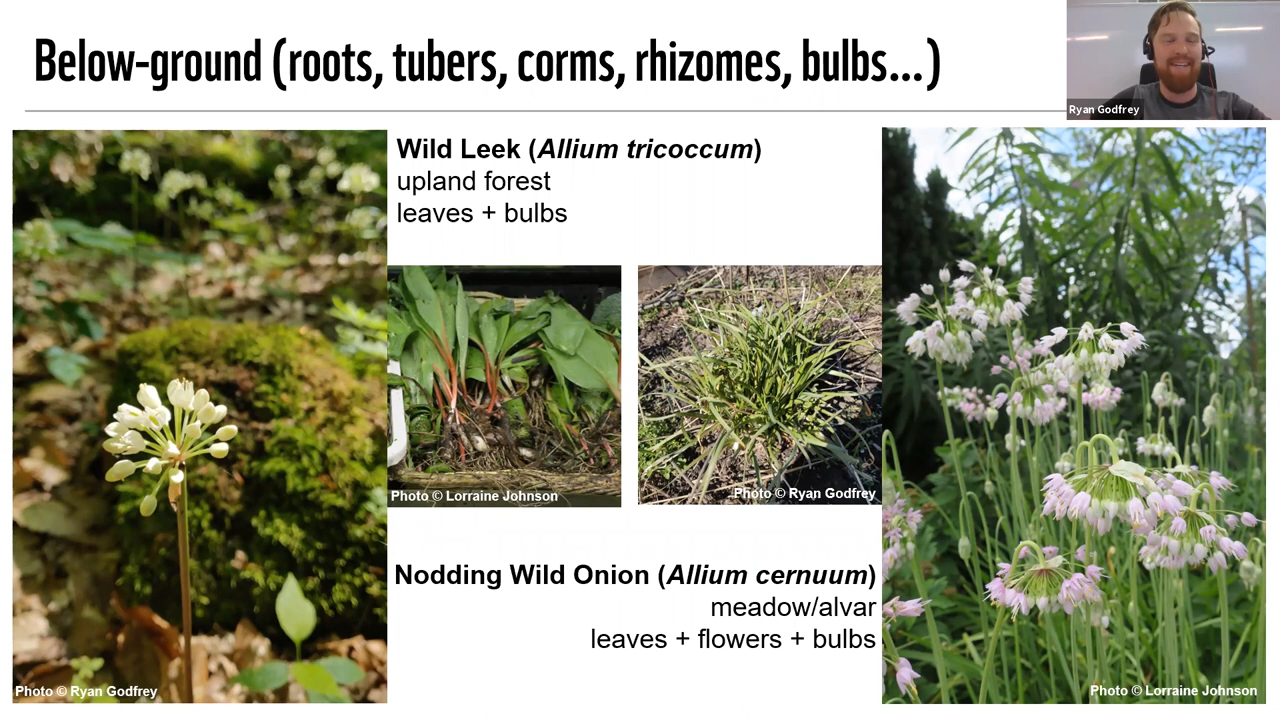 Below-ground (roots, tubers, corms, rhizomes, bulbs...)
Ryan Godfrey
Wild Leek (Allium tricoccum)
upland forest
leaves + bulbs
Photo © Lorraine Johnson
Photo © Ryan Godfrey
Nodding Wild Onion (Allium cernuum)
meadow/alvar
leaves + flowers + bulbs
Photo © Ryan Godfrey
Photo © Lorraine Johnson